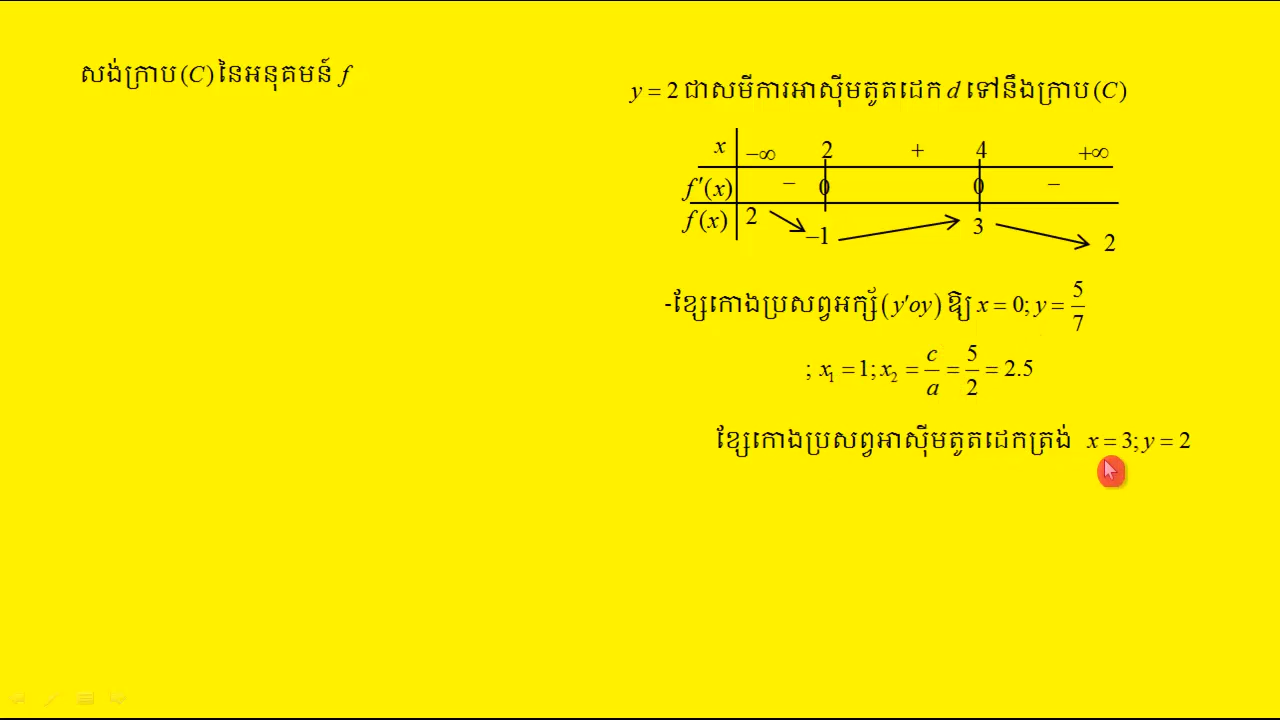 សង់ក្រាប (C) នៃអនុគមន៍ f
y = 2 ជាសមីការអាស៊ីមតូតដេក d ទៅនឹងក្រាប (C)
x −∞ 2 + 4 +∞
f′(x) − 0 0 −
f(x) 2 −1 3 2
-ខ្សែកោងប្រសព្វអក្ស័ (y′oy) ឱ្យ x = 0; y = 5/7
; x₁ = 1; x₂ = c/a = 5/2 = 2.5
ខ្សែកោងប្រសព្វអាស៊ីមតូតដេកត្រង់ x = 3; y = 2